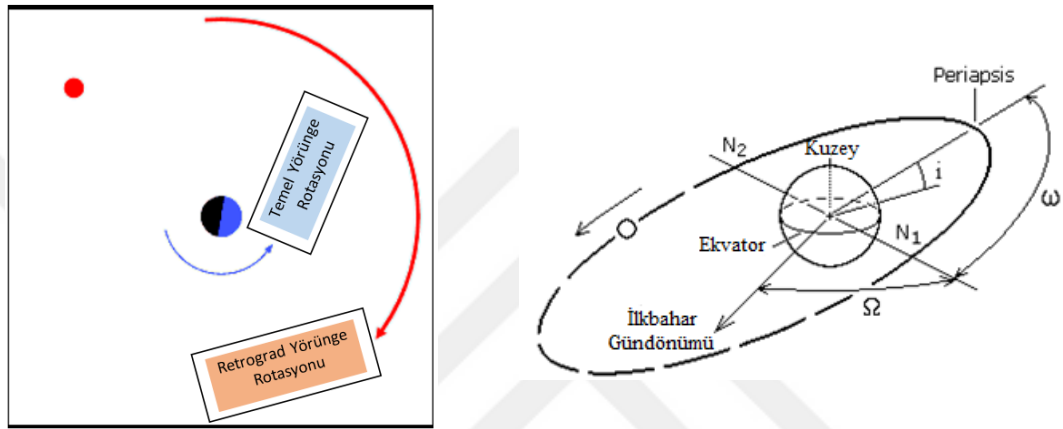 Temel Yörünge
Rotasyonu
Retrograd Yörünge
Rotasyonu
Periapsis
N2
Kuzey
i
ω
Ekvator
N1
Ω
İlkbahar
Gündönümü